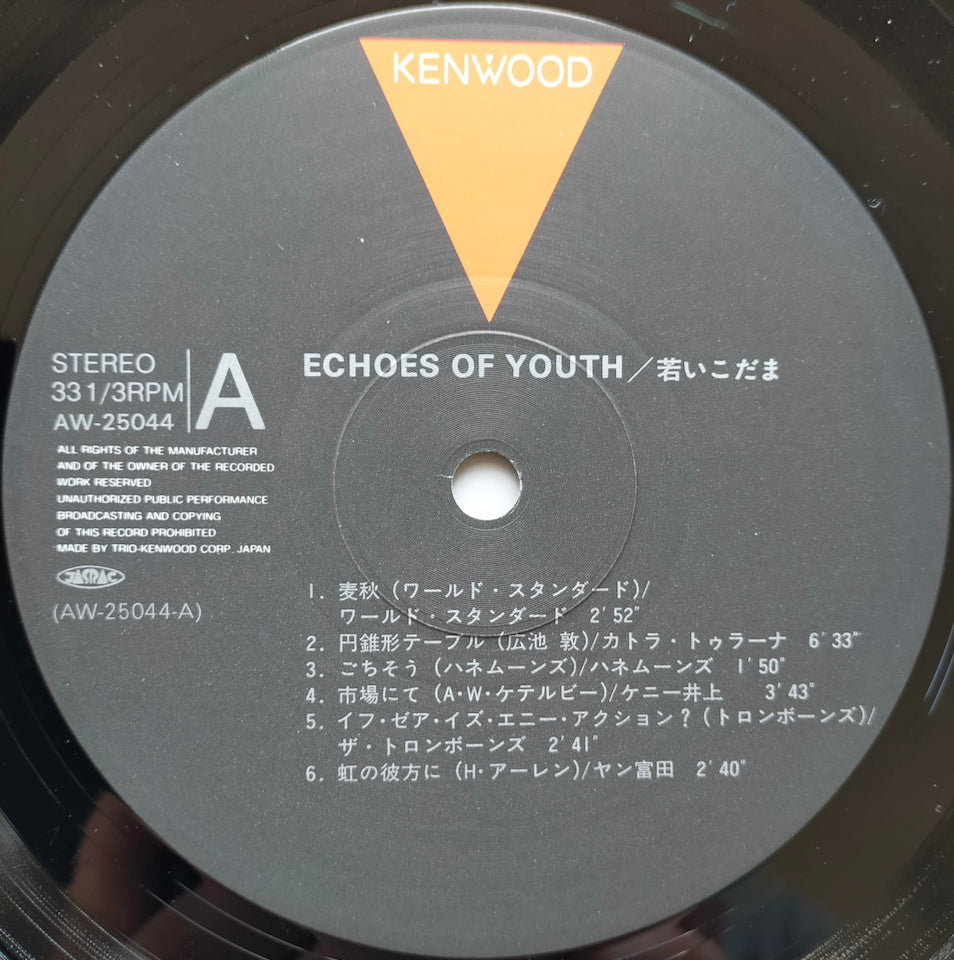 KENWOOD
STEREO
33 1/3RPM
AW-25044
A
ECHOES OF YOUTH/若いこだま
ALL RIGHTS OF THE MANUFACTURER
AND OF THE OWNER OF THE RECORDED
WORK RESERVED
UNAUTHORIZED PUBLIC PERFORMANCE
BROADCASTING AND COPYING
OF THIS RECORD PROHIBITED
MADE BY TRIO-KENWOOD CORP. JAPAN
JASRAC
(AW-25044-A)
1. 麦秋 (ワールド・スタンダード)/
ワールド・スタンダード 2'52"
2. 円錐形テーブル (広池 敦)/カトラ・トゥラーナ 6'33"
3. ごちそう (ハネムーンズ)/ハネムーンズ 1'50"
4. 市場にて (A・W・ケテルビー)/ケニー井上 3'43"
5. イフ・ゼア・イズ・エニー・アクション? (トロンボーンズ)/
ザ・トロンボーンズ 2'41"
6. 虹の彼方に (H・アーレン)/ヤン富田 2'40"